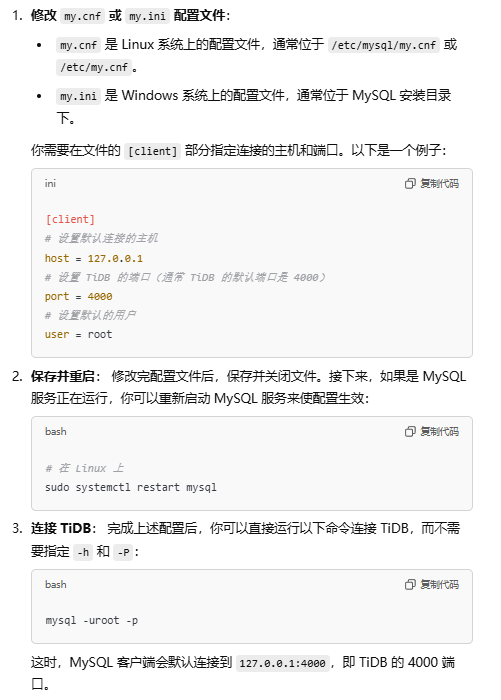 1. 修改 my.cnf 或 my.ini 配置文件：
• my.cnf 是 Linux 系统上的配置文件，通常位于 /etc/mysql/my.cnf 或
/etc/my.cnf 。
• my.ini 是 Windows 系统上的配置文件，通常位于 MySQL 安装目录
下。
你需要在文件的 [client] 部分指定连接的主机和端口。以下是一个例子：
ini 复制代码
[client]
# 设置默认连接的主机
host = 127.0.0.1
# 设置 TiDB 的端口（通常 TiDB 的默认端口是 4000）
port = 4000
# 设置默认的用户
user = root
2. 保存并重启： 修改完配置文件后，保存并关闭文件。接下来，如果是 MySQL
服务正在运行，你可以重新启动 MySQL 服务来使配置生效：
bash 复制代码
# 在 Linux 上
sudo systemctl restart mysql
3. 连接 TiDB： 完成上述配置后，你可以直接运行以下命令连接 TiDB，而不需
要指定 -h 和 -P ：
bash 复制代码
mysql -uroot -p
这时，MySQL 客户端会默认连接到 127.0.0.1:4000 ，即 TiDB 的 4000 端
口。